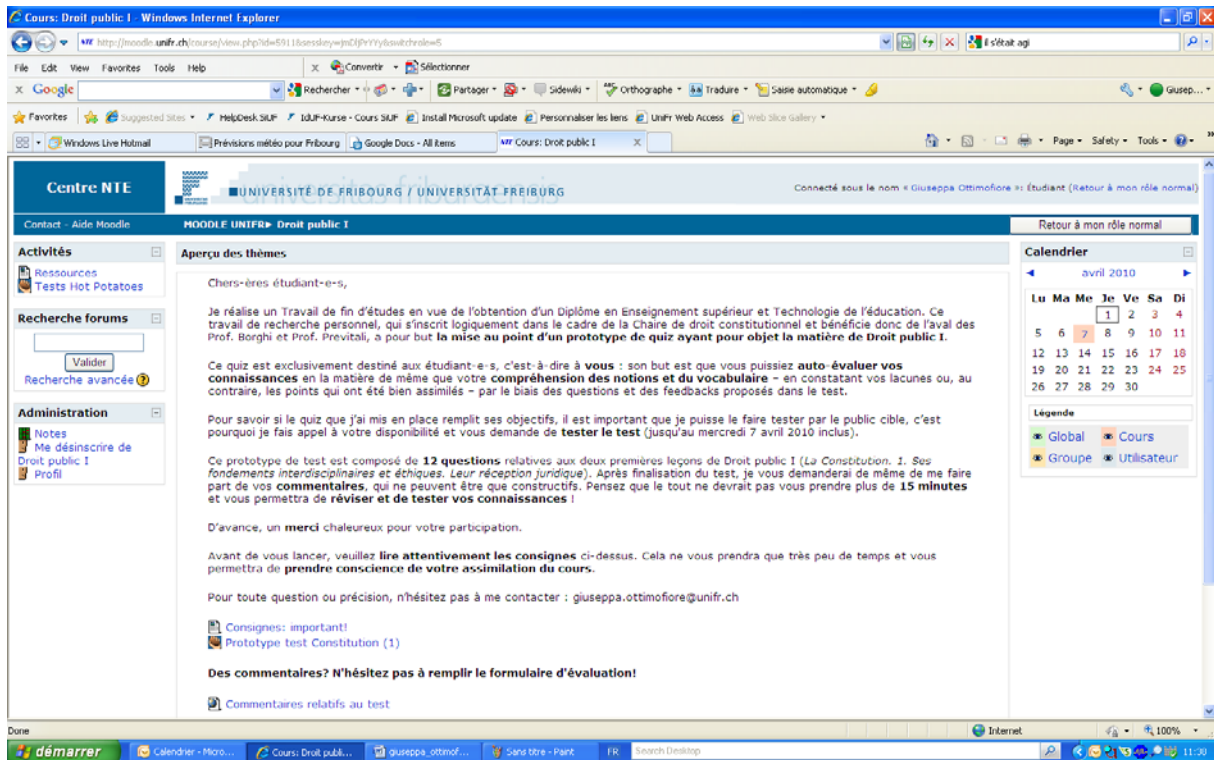 Cours: Droit public I - Windows Internet Explorer
http://moodle.unifr.ch/course/view.php?id=5911&sesskey=jmDIjPrYYy&switchrole=5
il s'était agi
File Edit View Favorites Tools Help
Convertir Sélectionner
Google
Rechercher
Partager
Sidewiki
Orthographe
Traduire
Saisie automatique
Giusep...
Favorites
Suggested Sites
HelpDesk SIUF
IDUF-Kurse - Cours SIUF
Install Microsoft update
Personnaliser les liens
UniFr Web Access
Web Slice Gallery
Windows Live Hotmail
Prévisions météo pour Fribourg
Google Docs - All items
Cours: Droit public I
Page Safety Tools
Centre NTE
UNIVERSITÉ DE FRIBOURG / UNIVERSITÄT FREIBURG
Connecté sous le nom « Giuseppa Ottimofiore »: Étudiant (Retour à mon rôle normal)
Contact - Aide Moodle
MOODLE UNIFR► Droit public I
Retour à mon rôle normal
Activités
Ressources
Tests Hot Potatoes
Recherche forums
Valider
Recherche avancée
Administration
Notes
Me désinscrire de
Droit public I
Profil
Aperçu des thèmes
Chers-ères étudiant-e-s,
Je réalise un Travail de fin d'études en vue de l'obtention d'un Diplôme en Enseignement supérieur et Technologie de l'éducation. Ce
travail de recherche personnel, qui s'inscrit logiquement dans le cadre de la Chaire de droit constitutionnel et bénéficie donc de l'aval des
Prof. Borghi et Prof. Previtali, a pour but la mise au point d'un prototype de quiz ayant pour objet la matière de Droit public I.
Ce quiz est exclusivement destiné aux étudiant-e-s, c'est-à-dire à vous : son but est que vous puissiez auto-évaluer vos
connaissances en la matière de même que votre compréhension des notions et du vocabulaire – en constatant vos lacunes ou, au
contraire, les points qui ont été bien assimilés – par le biais des questions et des feedbacks proposés dans le test.
Pour savoir si le quiz que j'ai mis en place remplit ses objectifs, il est important que je puisse le faire tester par le public cible, c'est
pourquoi je fais appel à votre disponibilité et vous demande de tester le test (jusqu'au mercredi 7 avril 2010 inclus).
Ce prototype de test est composé de 12 questions relatives aux deux premières leçons de Droit public I (La Constitution. 1. Ses
fondements interdisciplinaires et éthiques. Leur réception juridique). Après finalisation du test, je vous demanderai de même de me faire
part de vos commentaires, qui ne peuvent être que constructifs. Pensez que le tout ne devrait pas vous prendre plus de 15 minutes
et vous permettra de réviser et de tester vos connaissances !
D'avance, un merci chaleureux pour votre participation.
Avant de vous lancer, veuillez lire attentivement les consignes ci-dessus. Cela ne vous prendra que très peu de temps et vous
permettra de prendre conscience de votre assimilation du cours.
Pour toute question ou précision, n'hésitez pas à me contacter : giuseppa.ottimofiore@unifr.ch
Consignes: important!
Prototype test Constitution (1)
Des commentaires? N'hésitez pas à remplir le formulaire d'évaluation!
Commentaires relatifs au test
Calendrier
avril 2010
Lu Ma Me Je Ve Sa Di
1 2 3 4
5 6 7 8 9 10 11
12 13 14 15 16 17 18
19 20 21 22 23 24 25
26 27 28 29 30
Légende
Global Cours
Groupe Utilisateur
Done
Internet
100%
démarrer
Calendrier - Micro...
Cours: Droit publi...
giuseppa_ottimof...
Sans titre - Paint
FR
Search Desktop
11:38